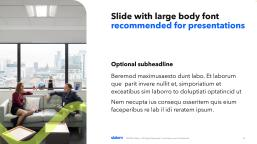 Slide with large body font
recommended for presentations
Optional subheadline
Beremod maximusaesto dunt labo. Et laborum
que parit invere nullit et, simporiatium et
exceatibus sim laborro to doluptati optatincid ut
Nem necupta ius consequ osseritem quis eium
faceperibus re lab il idi reratem ipsum.